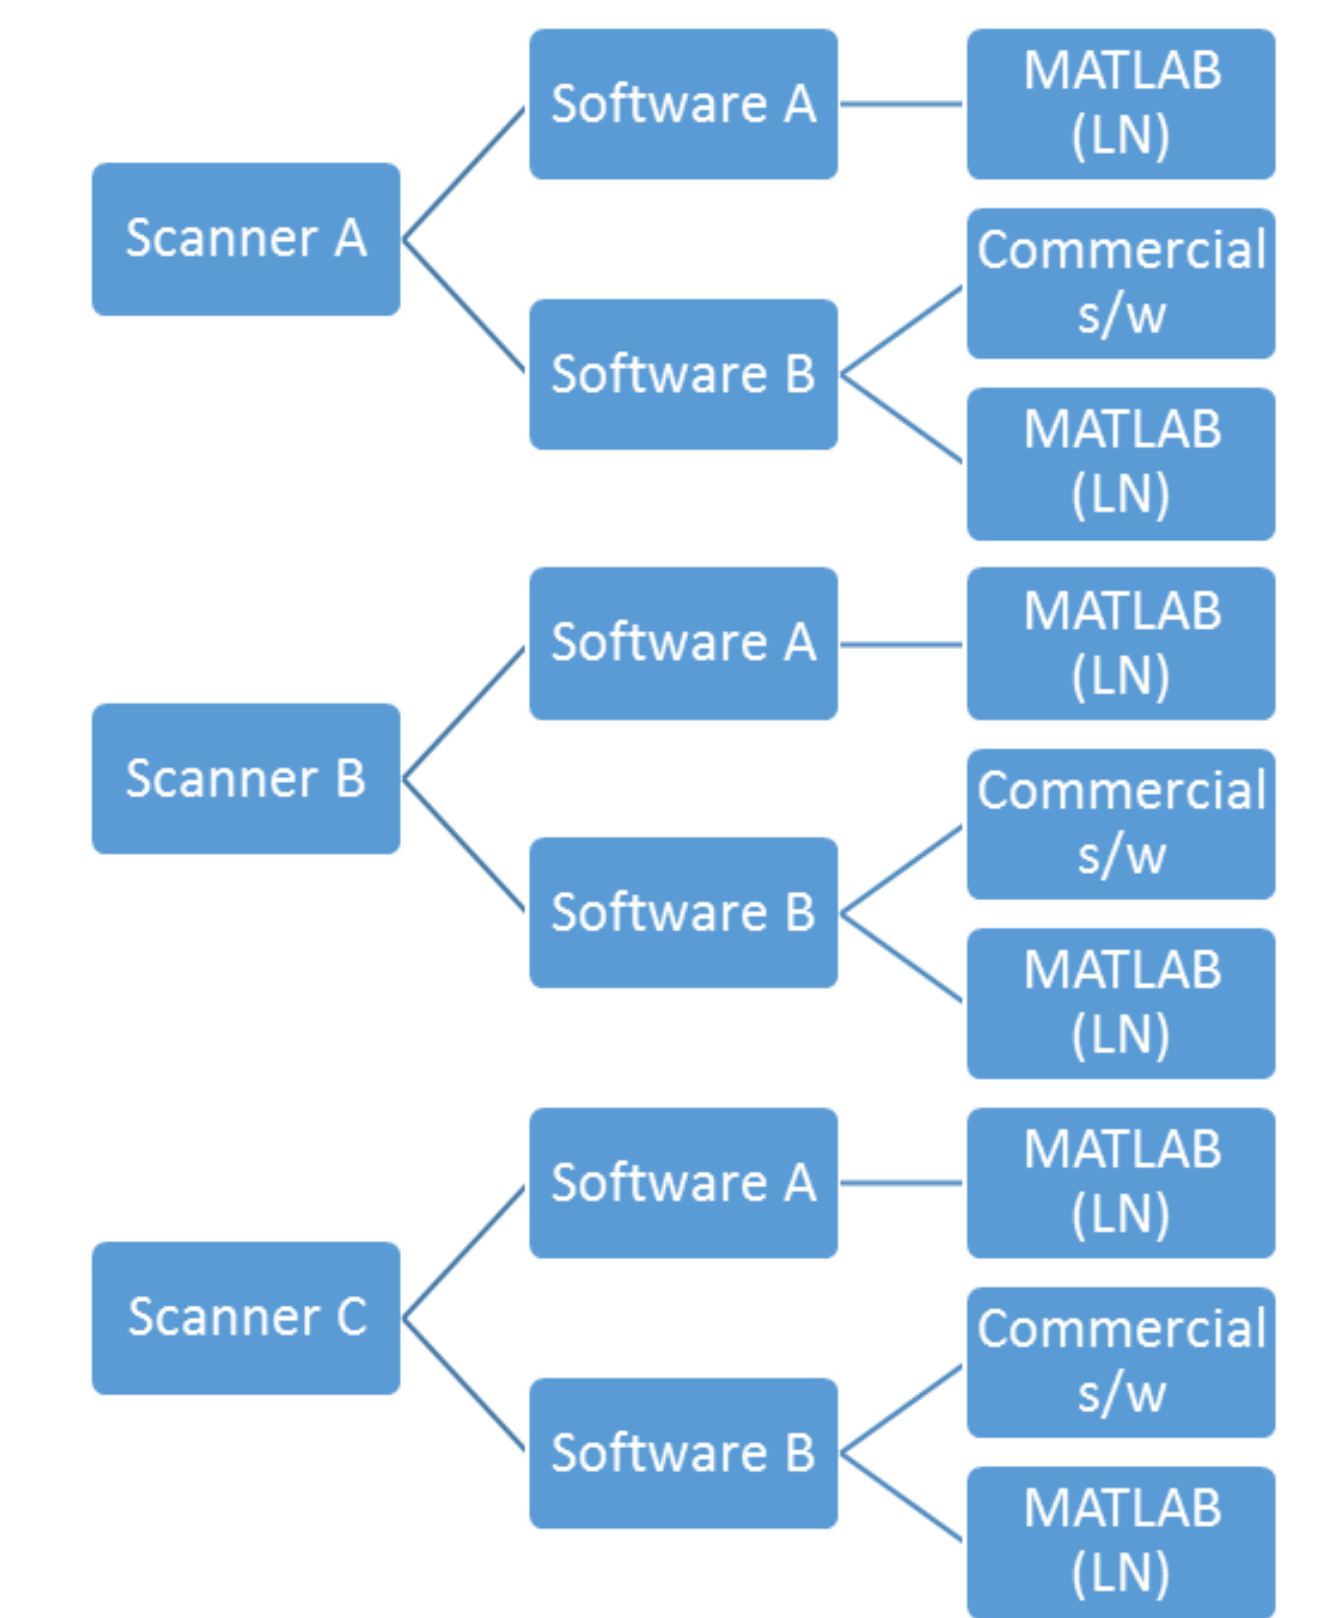 Scanner A
Software A
MATLAB
(LN)
Software B
Commercial
s/w
MATLAB
(LN)
Scanner B
Software A
MATLAB
(LN)
Software B
Commercial
s/w
MATLAB
(LN)
Scanner C
Software A
MATLAB
(LN)
Software B
Commercial
s/w
MATLAB
(LN)